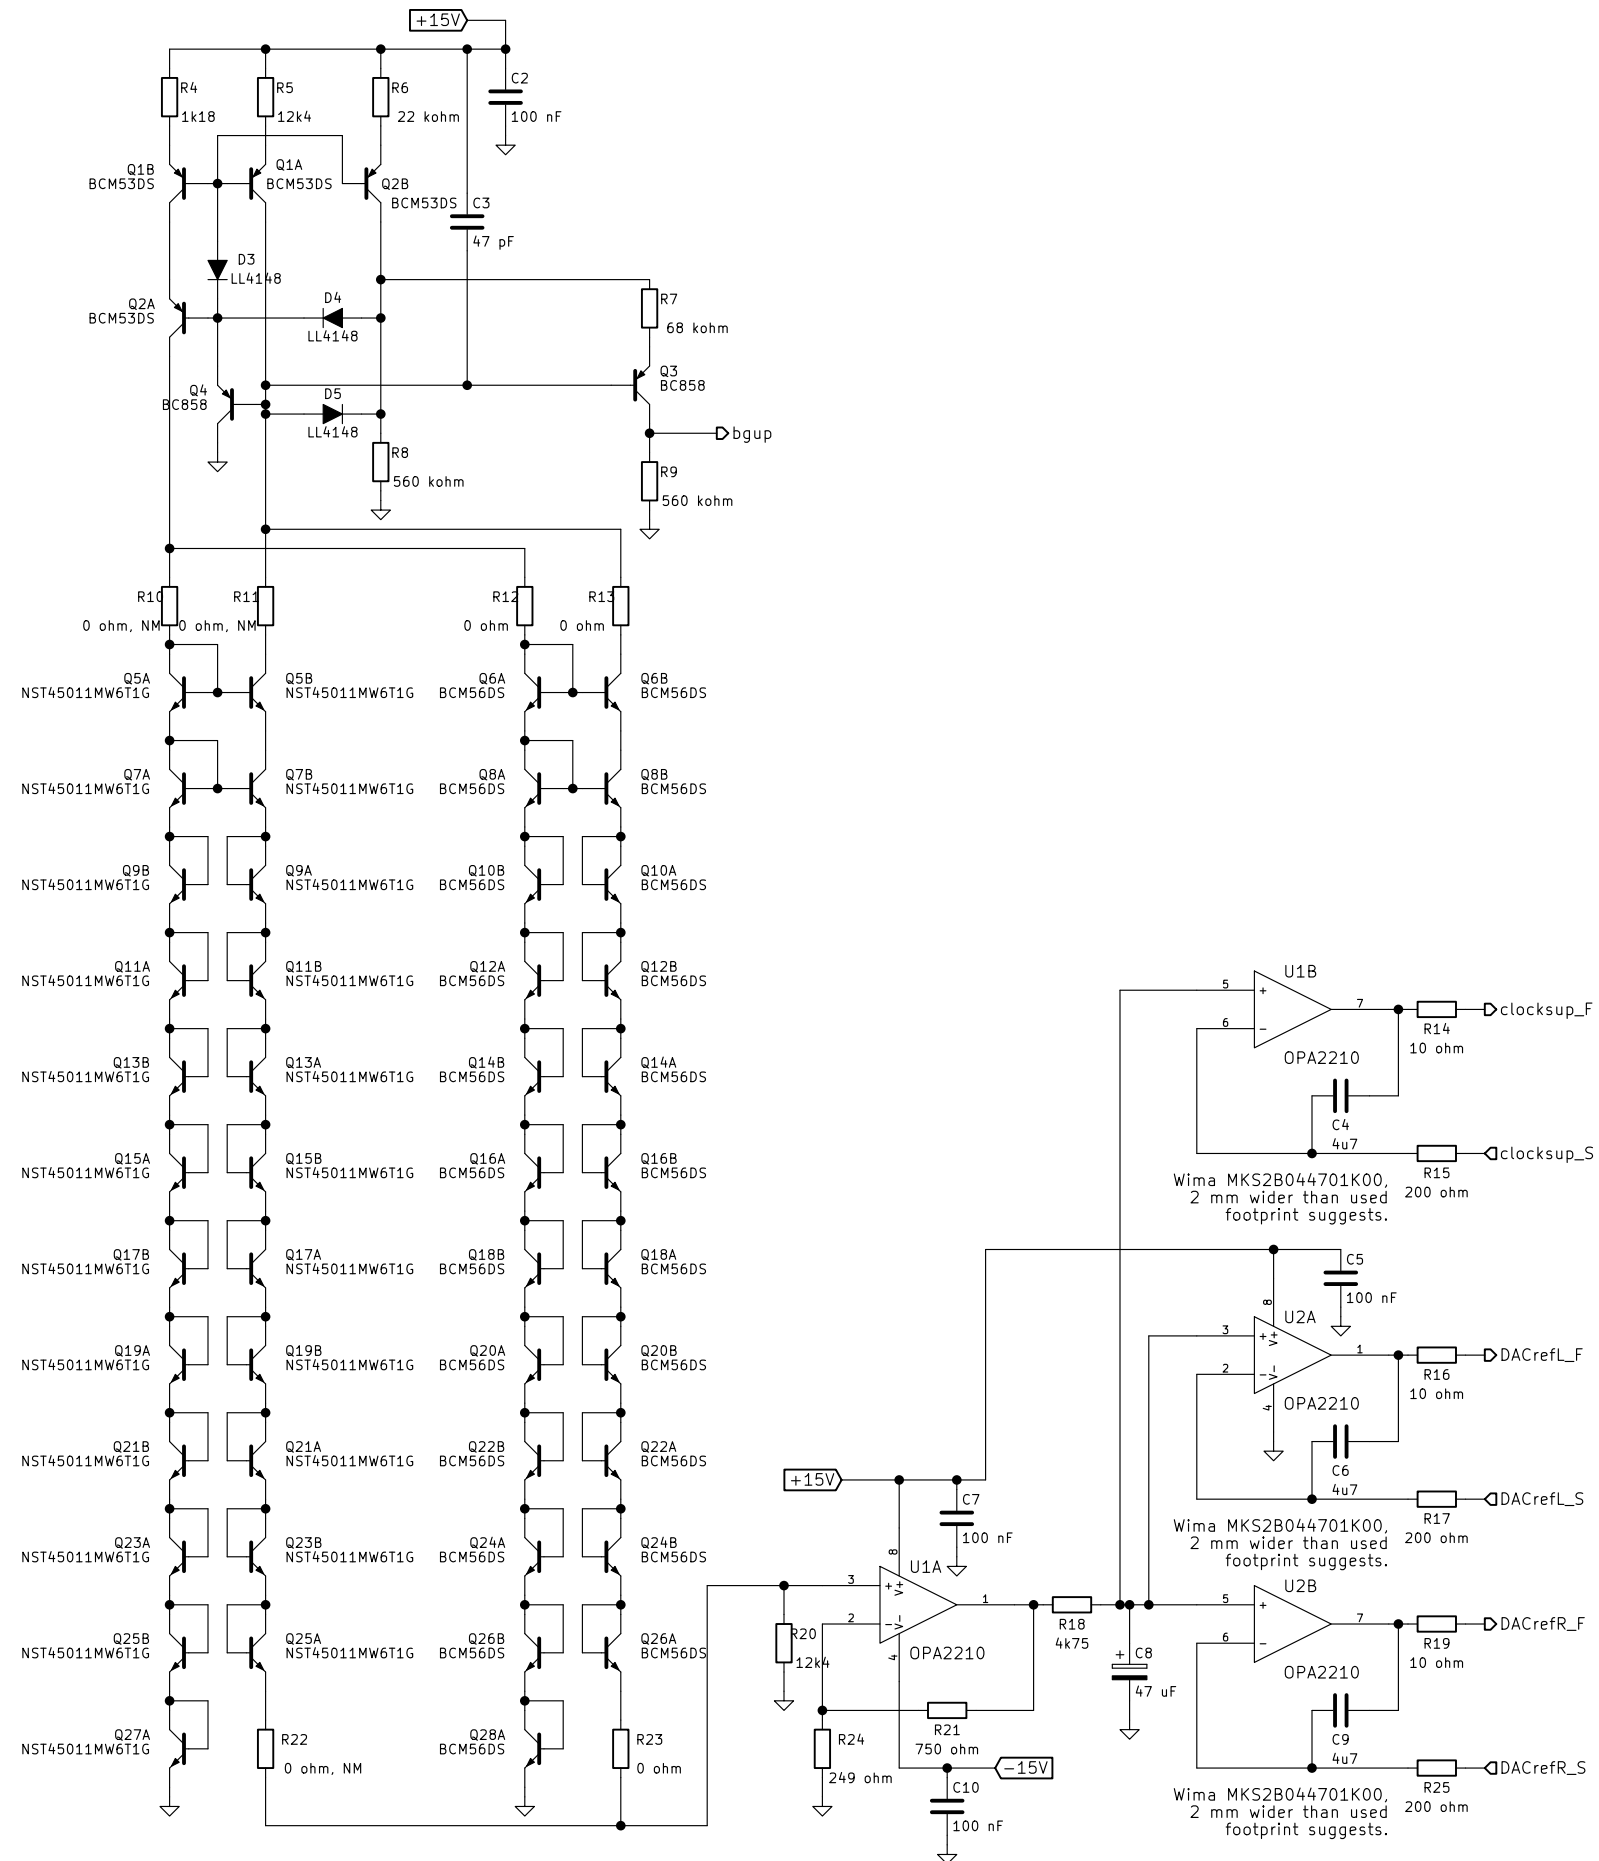 +15V
C2
100 nF
R4
1k18
R5
12k4
R6
22 kohm
Q1B
BCM53DS
Q1A
BCM53DS
Q2B
BCM53DS
C3
47 pF
D3
LL4148
Q2A
BCM53DS
D4
LL4148
R7
68 kohm
Q3
BC858
Q4
BC858
D5
LL4148
bgup
R8
560 kohm
R9
560 kohm
R10
0 ohm, NM
R11
0 ohm, NM
R12
0 ohm
R13
0 ohm
Q5A
NST45011MW6T1G
Q5B
NST45011MW6T1G
Q6A
BCM56DS
Q6B
BCM56DS
Q7A
NST45011MW6T1G
Q7B
NST45011MW6T1G
Q8A
BCM56DS
Q8B
BCM56DS
Q9B
NST45011MW6T1G
Q9A
NST45011MW6T1G
Q10B
BCM56DS
Q10A
BCM56DS
Q11A
NST45011MW6T1G
Q11B
NST45011MW6T1G
Q12A
BCM56DS
Q12B
BCM56DS
Q13B
NST45011MW6T1G
Q13A
NST45011MW6T1G
Q14B
BCM56DS
Q14A
BCM56DS
Q15A
NST45011MW6T1G
Q15B
NST45011MW6T1G
Q16A
BCM56DS
Q16B
BCM56DS
Q17B
NST45011MW6T1G
Q17A
NST45011MW6T1G
Q18B
BCM56DS
Q18A
BCM56DS
Q19A
NST45011MW6T1G
Q19B
NST45011MW6T1G
Q20A
BCM56DS
Q20B
BCM56DS
Q21B
NST45011MW6T1G
Q21A
NST45011MW6T1G
Q22B
BCM56DS
Q22A
BCM56DS
Q23A
NST45011MW6T1G
Q23B
NST45011MW6T1G
Q24A
BCM56DS
Q24B
BCM56DS
Q25B
NST45011MW6T1G
Q25A
NST45011MW6T1G
Q26B
BCM56DS
Q26A
BCM56DS
Q27A
NST45011MW6T1G
R22
0 ohm, NM
Q28A
BCM56DS
R23
0 ohm
U1B
5
+
6
−
7
OPA2210
R14
10 ohm
clocksup_F
C4
4u7
R15
200 ohm
clocksup_S
Wima MKS2B044701K00,
2 mm wider than used
footprint suggests.
C5
100 nF
8
U2A
3
+
V+
2
−
V-
4
1
OPA2210
R16
10 ohm
DACrefL_F
C6
4u7
R17
200 ohm
DACrefL_S
Wima MKS2B044701K00,
2 mm wider than used
footprint suggests.
+15V
C7
100 nF
8
U1A
3
+
V+
2
−
V-
4
1
OPA2210
R20
12k4
R18
4k75
+
C8
47 uF
R21
750 ohm
R24
249 ohm
−15V
C10
100 nF
U2B
5
+
6
−
7
OPA2210
R19
10 ohm
DACrefR_F
C9
4u7
R25
200 ohm
DACrefR_S
Wima MKS2B044701K00,
2 mm wider than used
footprint suggests.